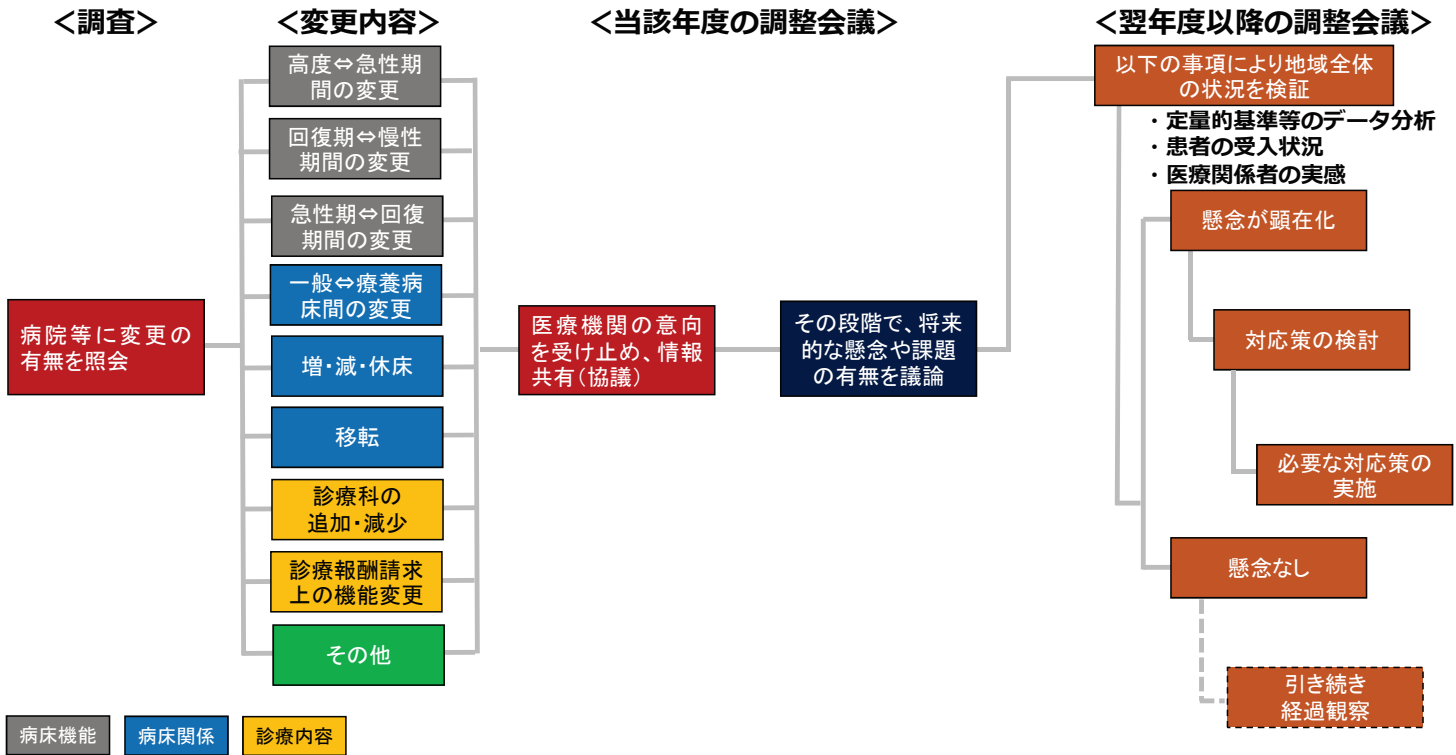 ＜調査＞
病院等に変更の
有無を照会
＜変更内容＞
高度⇔急性期
間の変更
回復期⇔慢性
期間の変更
急性期⇔回復
期間の変更
一般⇔療養病
床間の変更
増・減・休床
移転
診療科の
追加・減少
診療報酬請求
上の機能変更
その他
＜当該年度の調整会議＞
医療機関の意向
を受け止め、情報
共有（協議）
その段階で、将来
的な懸念や課題
の有無を議論
＜翌年度以降の調整会議＞
以下の事項により地域全体
の状況を検証
・定量的基準等のデータ分析
・患者の受入状況
・医療関係者の実感
懸念が顕在化
対応策の検討
必要な対応策の
実施
懸念なし
引き続き
経過観察
病床機能
病床関係
診療内容